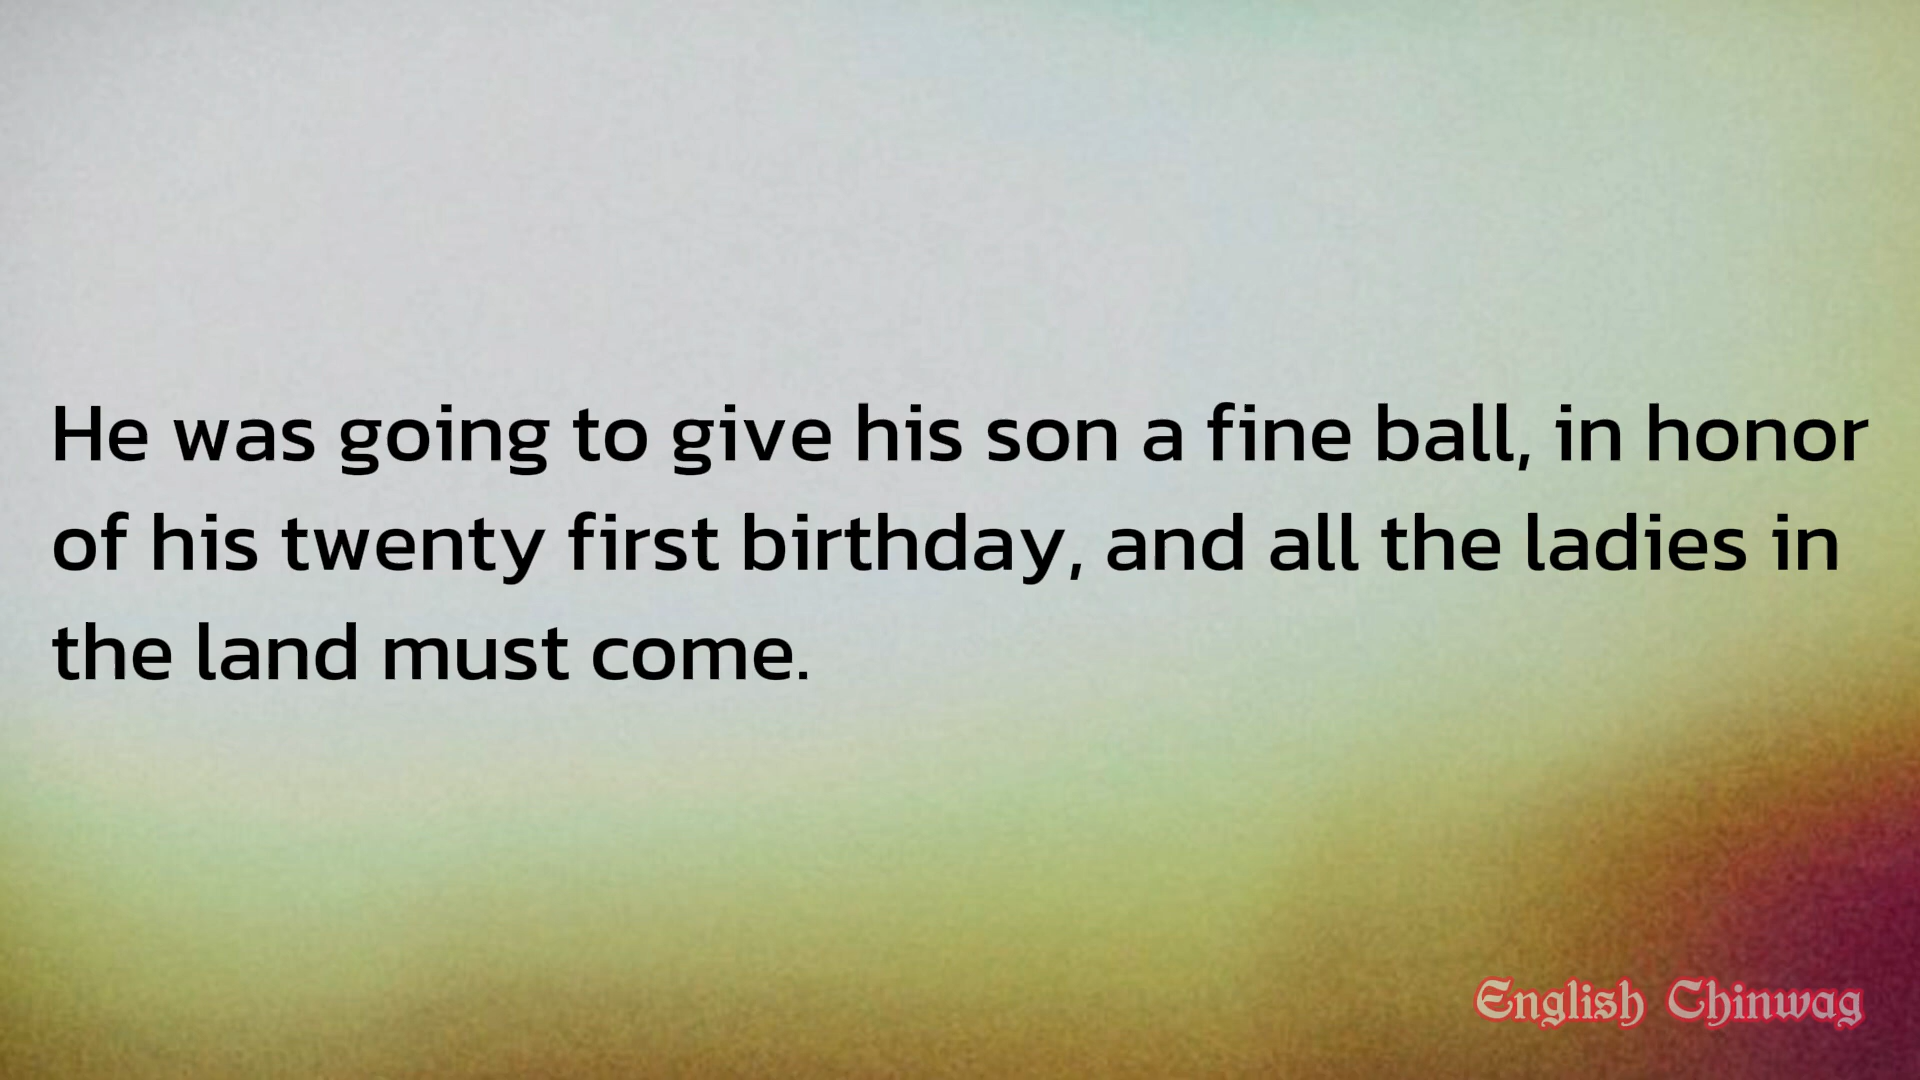 He was going to give his son a fine ball, in honor
of his twenty first birthday, and all the ladies in
the land must come.
English Chinwag